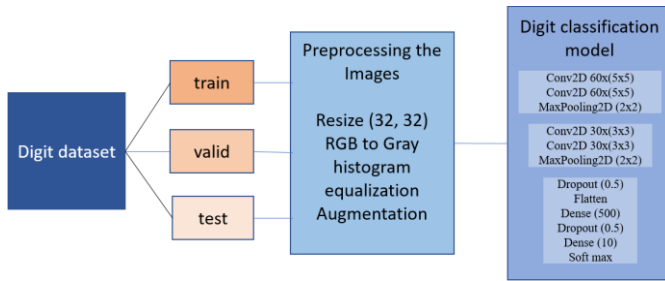 Digit dataset
train
valid
test
Preprocessing the
Images
Resize (32, 32)
RGB to Gray
histogram
equalization
Augmentation
Digit classification
model
Conv2D 60x(5x5)
Conv2D 60x(5x5)
MaxPooling2D (2x2)
Conv2D 30x(3x3)
Conv2D 30x(3x3)
MaxPooling2D (2x2)
Dropout (0.5)
Flatten
Dense (500)
Dropout (0.5)
Dense (10)
Soft max